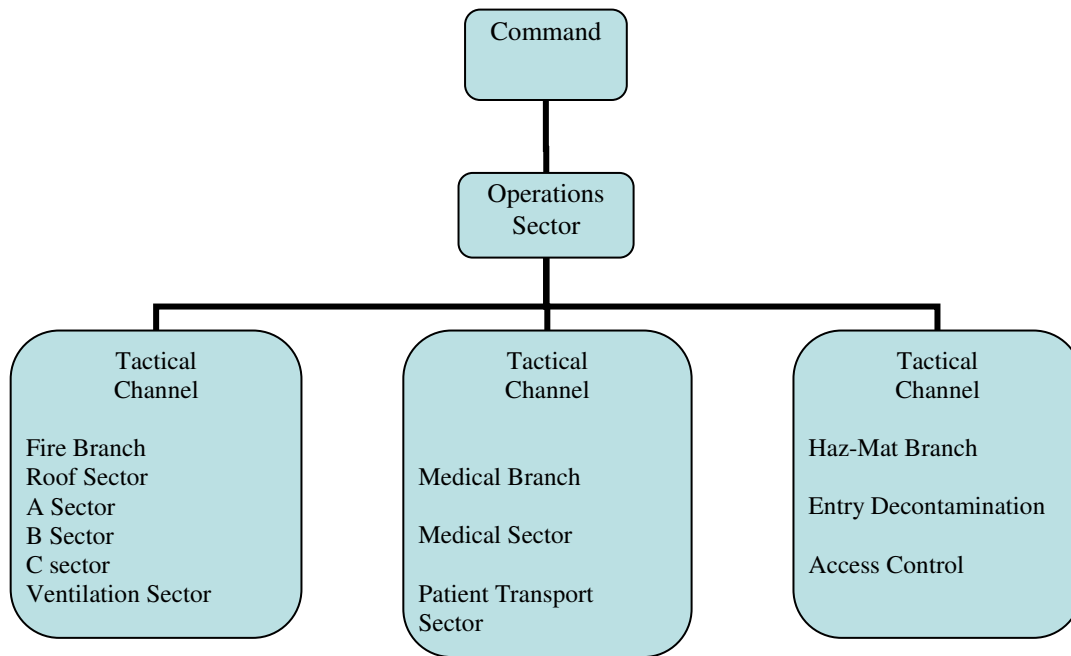 Command
Operations
Sector
Tactical
Channel
Fire Branch
Roof Sector
A Sector
B Sector
C sector
Ventilation Sector
Tactical
Channel
Medical Branch
Medical Sector
Patient Transport
Sector
Tactical
Channel
Haz-Mat Branch
Entry Decontamination
Access Control